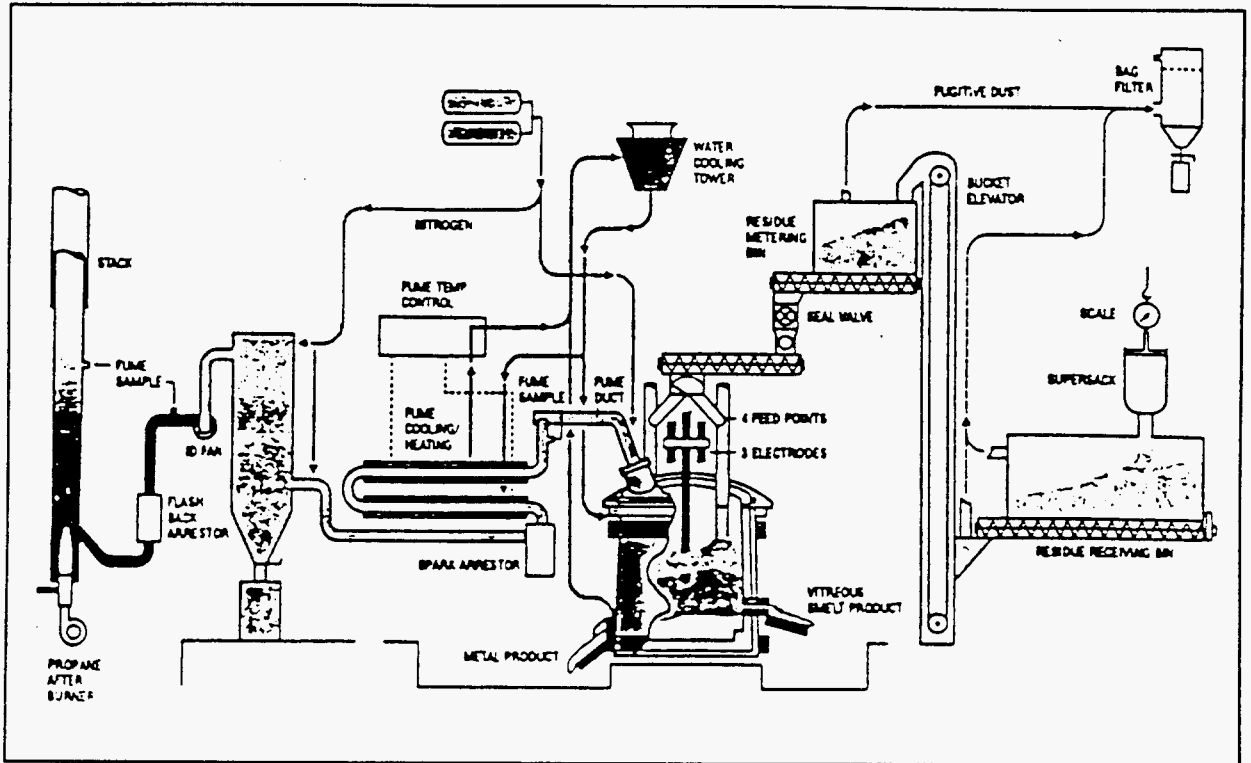 BAG
FILTER
FUGITIVE DUST
WATER
COOLING
TOWER
BUCKET
ELEVATOR
NITROGEN
RESIDUE
METERING
BIN
STACK
FUME TEMP
CONTROL
SEAL VALVE
SCALE
FUME
SAMPLE
FUME
SAMPLE
FUME
DUCT
SUPERSACK
4 FEED POINTS
FUME
COOLING/
HEATING
ID FAN
3 ELECTRODES
FLASH
BACK
ARRESTOR
SPARK ARRESTOR
RESIDUE RECEIVING BIN
VITREOUS
SMELT PRODUCT
METAL PRODUCT
PROPANE
AFTER
BURNER